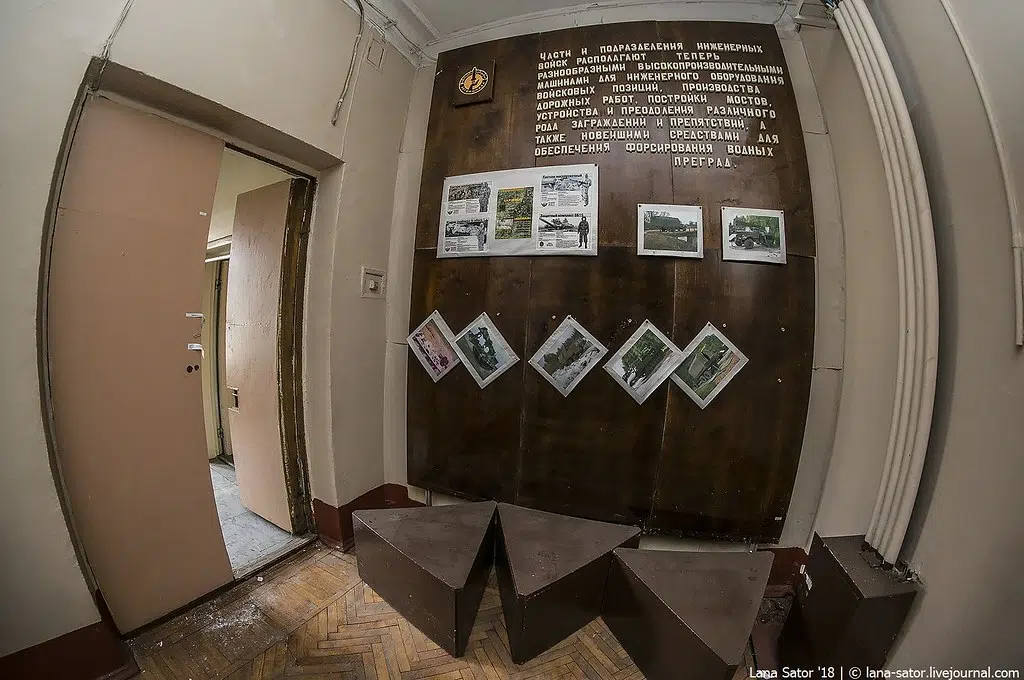 ЧАСТИ И ПОДРАЗДЕЛЕНИЯ ИНЖЕНЕРНЫХ
ВОЙСК РАСПОЛАГАЮТ ТЕПЕРЬ
РАЗНООБРАЗНЫМИ ВЫСОКОПРОИЗВОДИТЕЛЬНЫМИ
МАШИНАМИ ДЛЯ ИНЖЕНЕРНОГО ОБОРУДОВАНИЯ
ВОЙСКОВЫХ ПОЗИЦИЙ, ПРОИЗВОДСТВА
ДОРОЖНЫХ РАБОТ, ПОСТРОЙКИ МОСТОВ,
УСТРОЙСТВА И ПРЕОДОЛЕНИЯ РАЗЛИЧНОГО
РОДА ЗАГРАЖДЕНИЙ И ПРЕПЯТСТВИЙ, А
ТАКЖЕ НОВЕЙШИМИ СРЕДСТВАМИ ДЛЯ
ОБЕСПЕЧЕНИЯ ФОРСИРОВАНИЯ ВОДНЫХ
ПРЕГРАД.
Lana Sator '18 | © lana-sator.livejournal.com